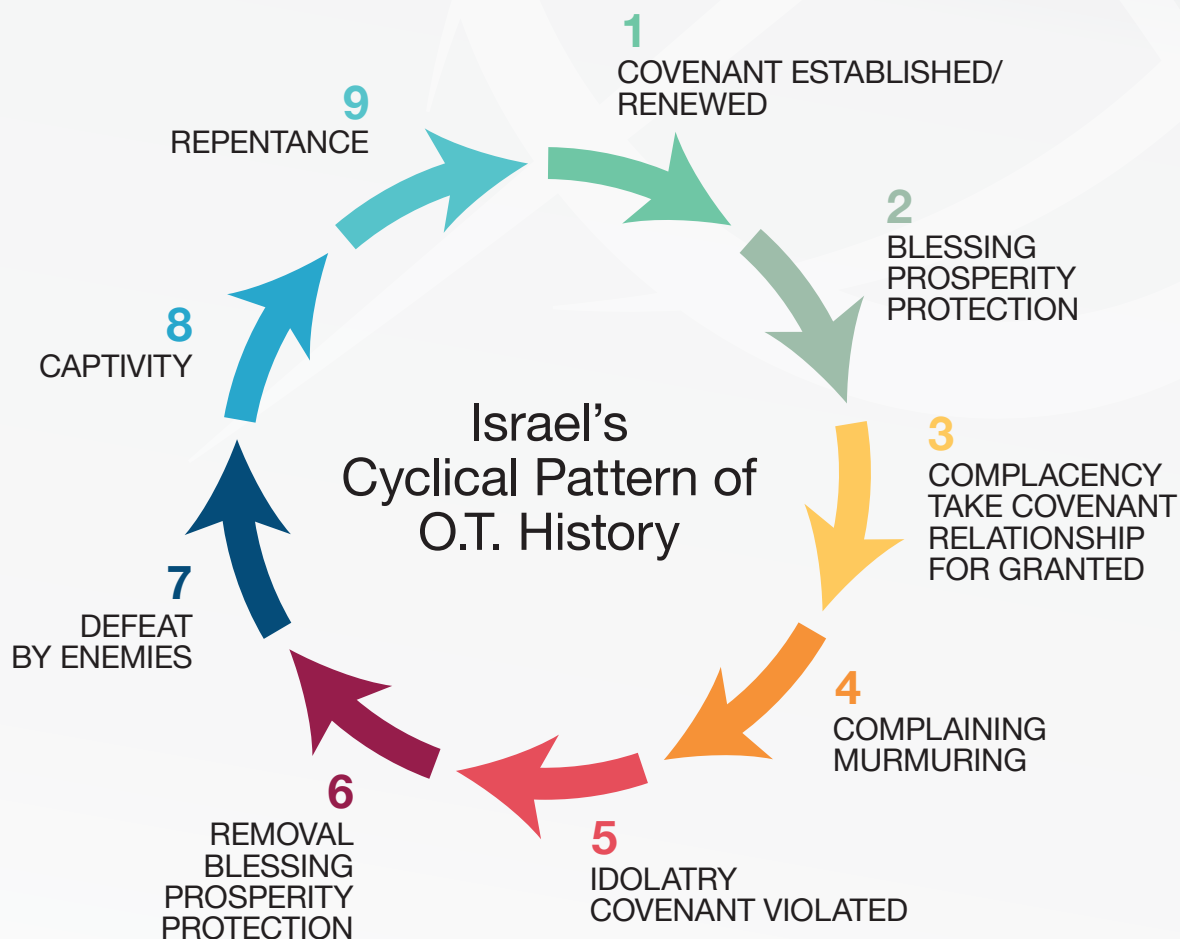 1
COVENANT ESTABLISHED/
RENEWED
2
BLESSING
PROSPERITY
PROTECTION
3
COMPLACENCY
TAKE COVENANT
RELATIONSHIP
FOR GRANTED
4
COMPLAINING
MURMURING
5
IDOLATRY
COVENANT VIOLATED
6
REMOVAL
BLESSING
PROSPERITY
PROTECTION
7
DEFEAT
BY ENEMIES
8
CAPTIVITY
9
REPENTANCE
Israel's
Cyclical Pattern of
O.T. History